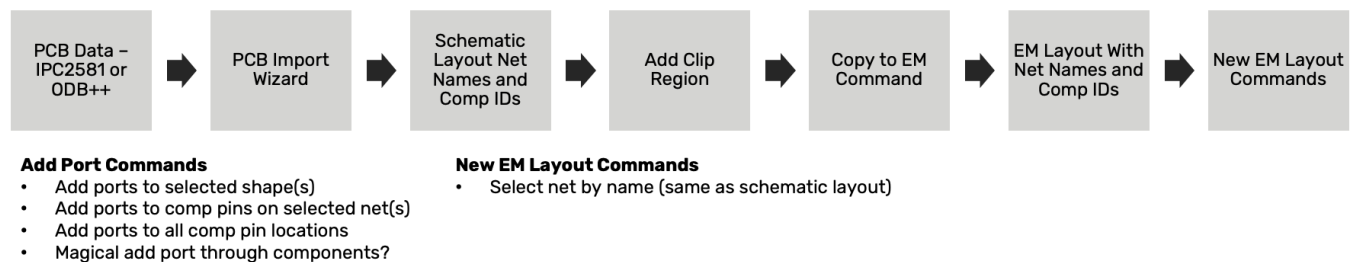 PCB Data –
IPC2581 or
ODB++
PCB Import
Wizard
Schematic
Layout Net
Names and
Comp IDs
Add Clip
Region
Copy to EM
Command
EM Layout With
Net Names and
Comp IDs
New EM Layout
Commands
Add Port Commands
• Add ports to selected shape(s)
• Add ports to comp pins on selected net(s)
• Add ports to all comp pin locations
• Magical add port through components?
New EM Layout Commands
• Select net by name (same as schematic layout)